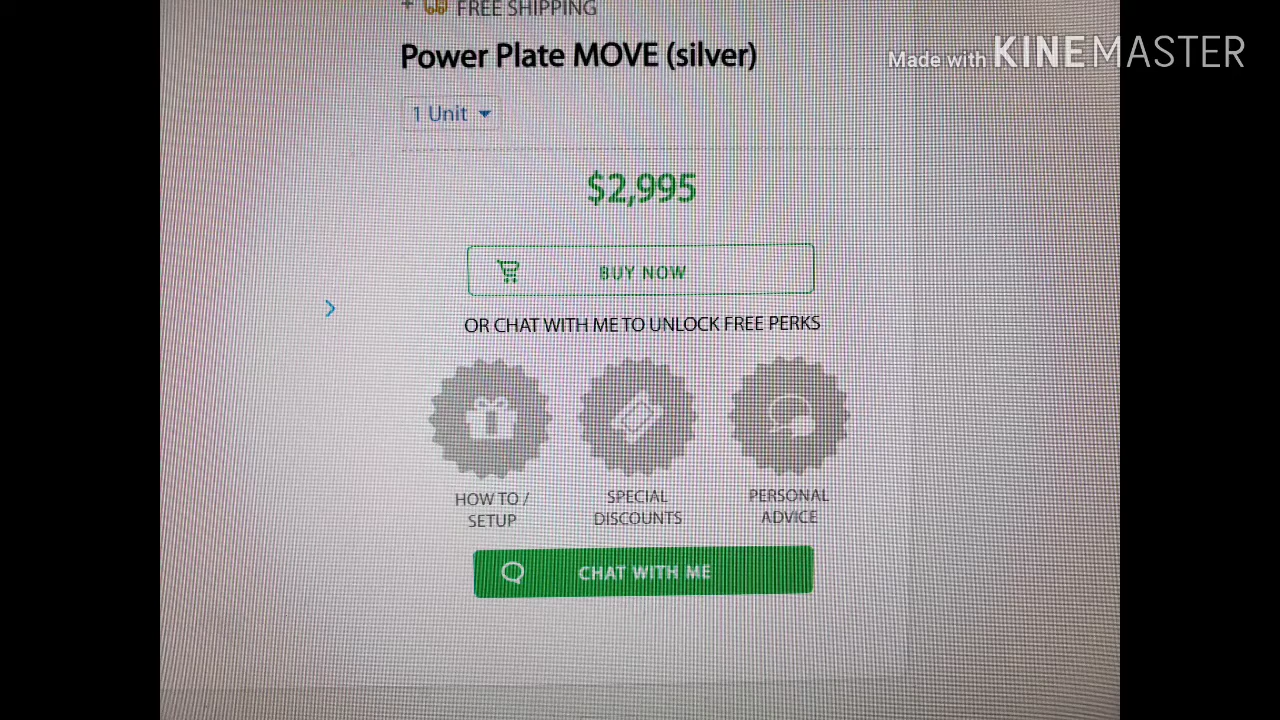 + FREE SHIPPING
Made with KINEMASTER
Power Plate MOVE (silver)
1 Unit
$2,995
BUY NOW
OR CHAT WITH ME TO UNLOCK FREE PERKS
HOW TO /
SETUP
SPECIAL
DISCOUNTS
PERSONAL
ADVICE
CHAT WITH ME